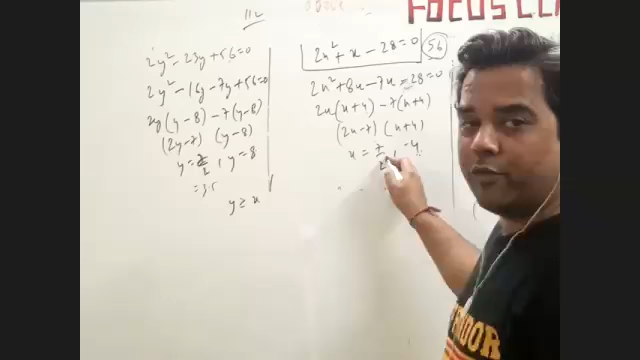 112
FOCUS CL
2y² - 23y + 56 = 0
2y² - 16y - 7y + 56 = 0
2y(y-8) - 7(y-8)
(2y-7) (y-8)
y = 7/2, y = 8
= 3.5
y ≥ x
2x² + x - 28 = 0
56
2x² + 8x - 7x - 28 = 0
2x(x+4) - 7(x+4)
(2x-7) (x+4)
x = 7/2, -4